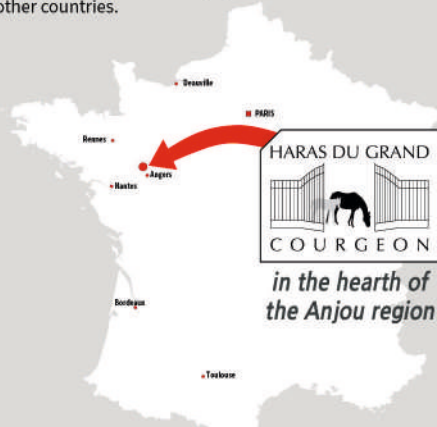 other countries.
Deauville
PARIS
Rennes
Angers
Nantes
HARAS DU GRAND
COURGEON
in the hearth of
the Anjou region
Bordeaux
Toulouse